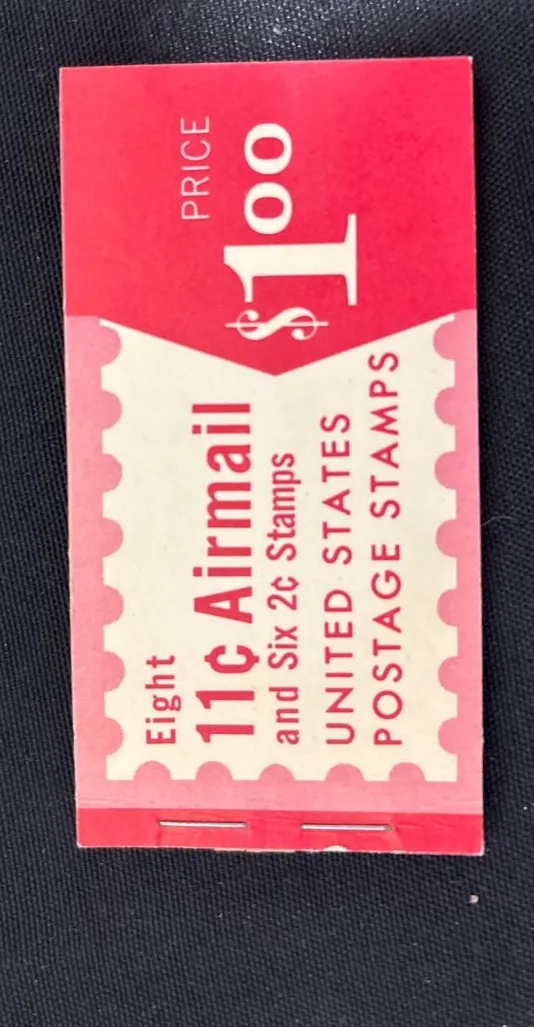 Eight
11¢ Airmail
and Six 2¢ Stamps
UNITED STATES
POSTAGE STAMPS
PRICE
$1.00